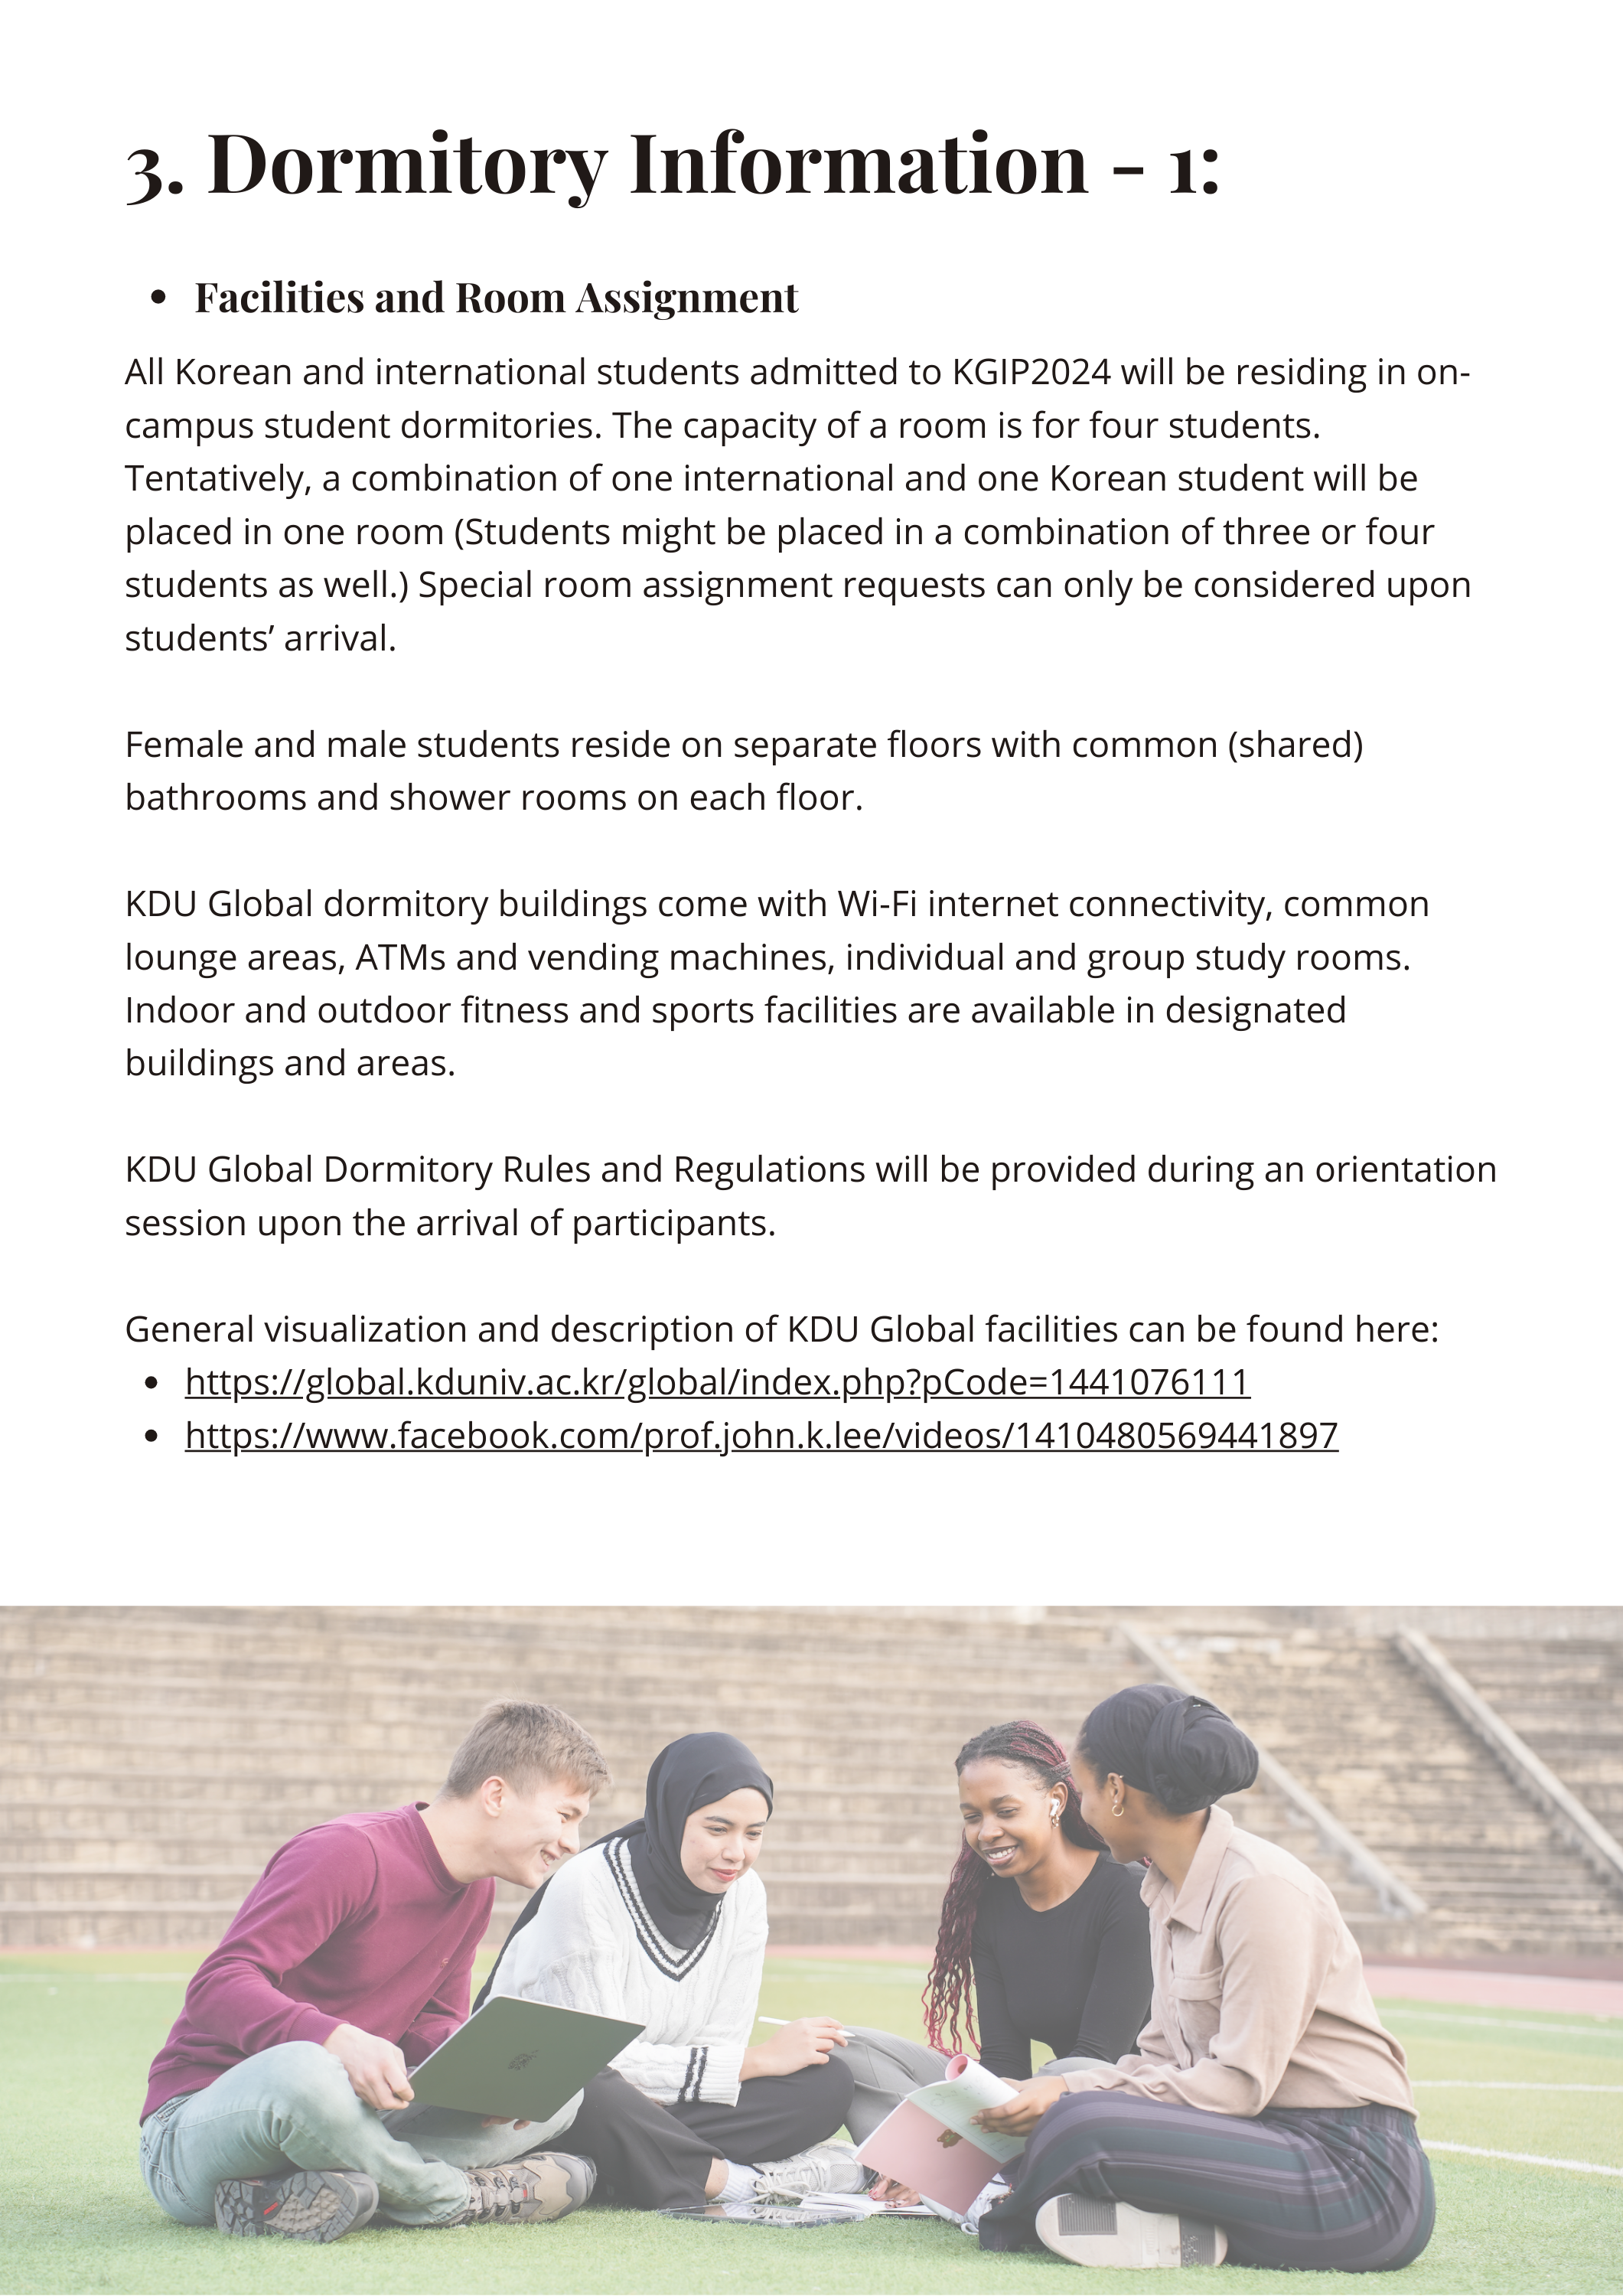 3. Dormitory Information - 1:
• Facilities and Room Assignment
All Korean and international students admitted to KGIP2024 will be residing in on-
campus student dormitories. The capacity of a room is for four students.
Tentatively, a combination of one international and one Korean student will be
placed in one room (Students might be placed in a combination of three or four
students as well.) Special room assignment requests can only be considered upon
students’ arrival.
Female and male students reside on separate floors with common (shared)
bathrooms and shower rooms on each floor.
KDU Global dormitory buildings come with Wi-Fi internet connectivity, common
lounge areas, ATMs and vending machines, individual and group study rooms.
Indoor and outdoor fitness and sports facilities are available in designated
buildings and areas.
KDU Global Dormitory Rules and Regulations will be provided during an orientation
session upon the arrival of participants.
General visualization and description of KDU Global facilities can be found here:
• https://global.kduniv.ac.kr/global/index.php?pCode=1441076111
• https://www.facebook.com/prof.john.k.lee/videos/1410480569441897